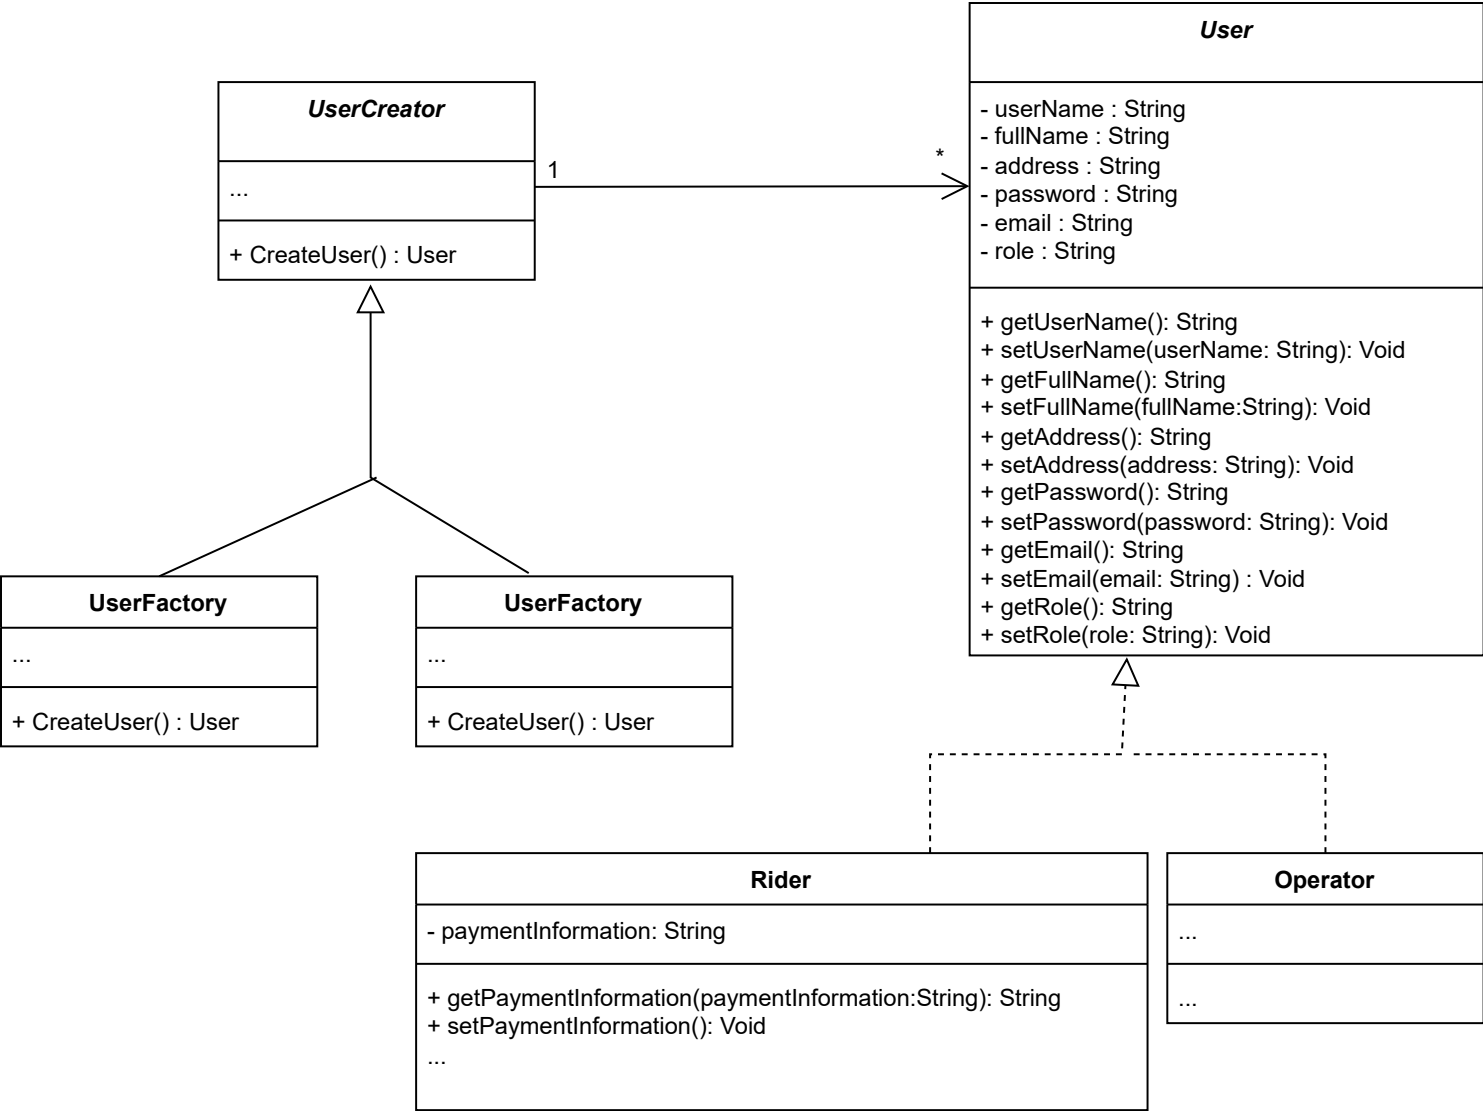 User
- userName : String
- fullName : String
- address : String
- password : String
- email : String
- role : String
+ getUserName(): String
+ setUserName(userName: String): Void
+ getFullName(): String
+ setFullName(fullName:String): Void
+ getAddress(): String
+ setAddress(address: String): Void
+ getPassword(): String
+ setPassword(password: String): Void
+ getEmail(): String
+ setEmail(email: String) : Void
+ getRole(): String
+ setRole(role: String): Void
UserCreator
...
+ CreateUser() : User
1
*
UserFactory
...
+ CreateUser() : User
UserFactory
...
+ CreateUser() : User
Rider
- paymentInformation: String
+ getPaymentInformation(paymentInformation:String): String
+ setPaymentInformation(): Void
...
Operator
...
...